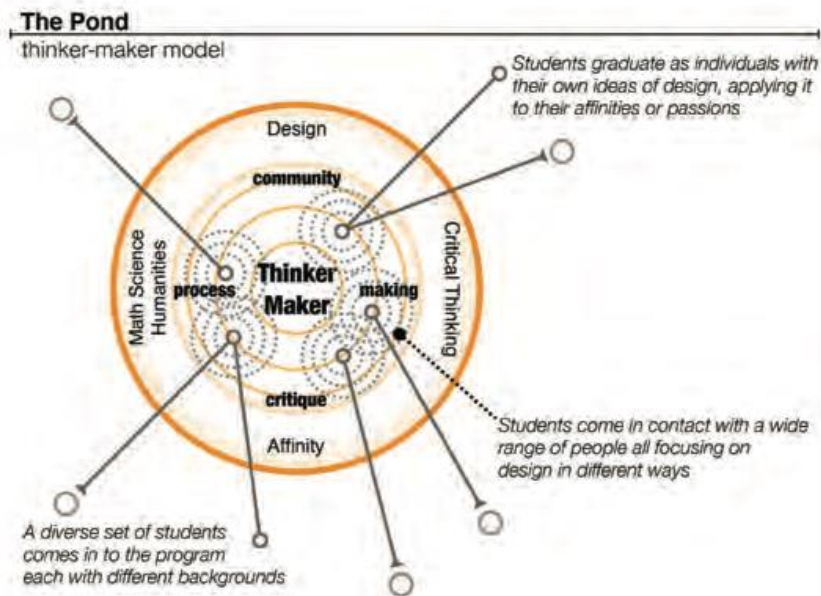 The Pond
thinker-maker model
Students graduate as individuals with
their own ideas of design, applying it
to their affinities or passions
Design
community
Math Science
Humanities
process
Thinker
Maker
making
Critical Thinking
critique
Affinity
Students come in contact with a wide
range of people all focusing on
design in different ways
A diverse set of students
comes in to the program
each with different backgrounds